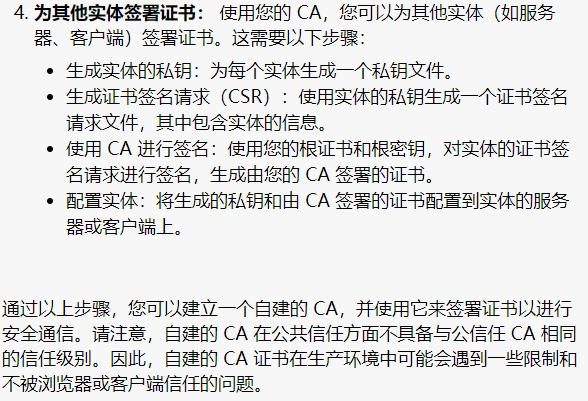 4. 为其他实体签署证书： 使用您的 CA，您可以为其他实体（如服务
器、客户端）签署证书。这需要以下步骤：
• 生成实体的私钥：为每个实体生成一个私钥文件。
• 生成证书签名请求（CSR）：使用实体的私钥生成一个证书签名
请求文件，其中包含实体的信息。
• 使用 CA 进行签名：使用您的根证书和根密钥，对实体的证书签
名请求进行签名，生成由您的 CA 签署的证书。
• 配置实体：将生成的私钥和由 CA 签署的证书配置到实体的服务
器或客户端上。
通过以上步骤，您可以建立一个自建的 CA，并使用它来签署证书以进行
安全通信。请注意，自建的 CA 在公共信任方面不具备与公信任 CA 相同
的信任级别。因此，自建的 CA 证书在生产环境中可能会遇到一些限制和
不被浏览器或客户端信任的问题。